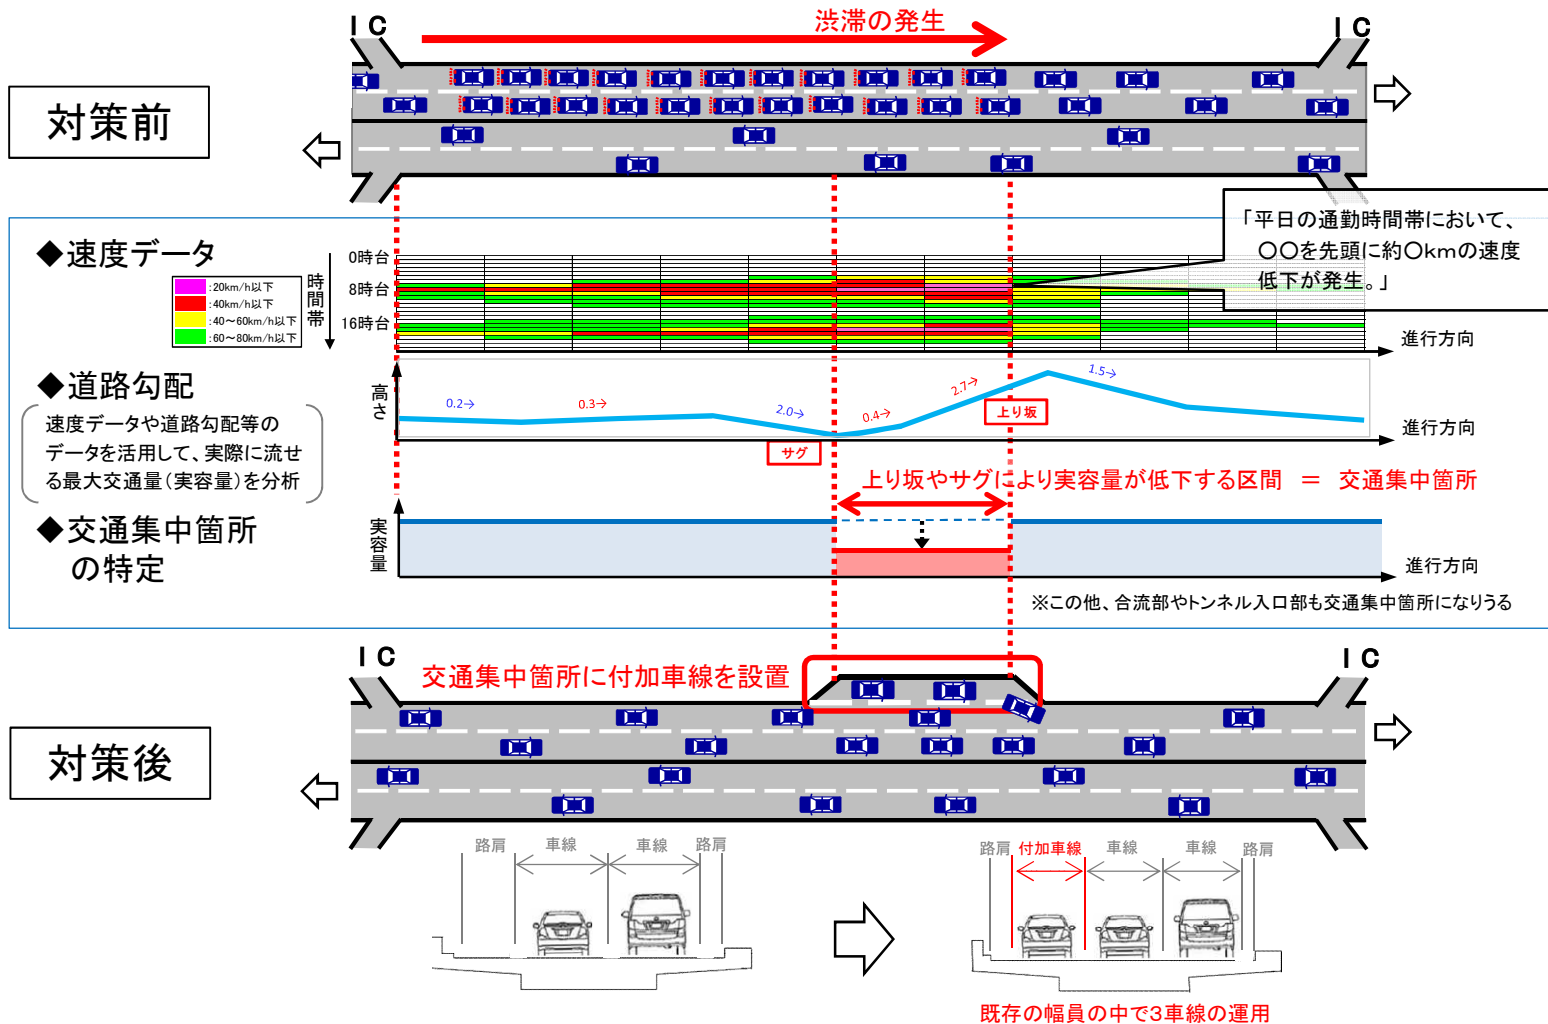 渋滞の発生
IC
IC
対策前
◆速度データ
:20km/h以下
:40km/h以下
:40～60km/h以下
:60～80km/h以下
時間帯
0時台
8時台
16時台
「平日の通勤時間帯において、
〇〇を先頭に約〇kmの速度
低下が発生。」
進行方向
◆道路勾配
速度データや道路勾配等の
データを活用して、実際に流せ
る最大交通量(実容量)を分析
高さ
0.2→
0.3→
2.0→
0.4→
2.7→
1.5→
上り坂
サグ
進行方向
上り坂やサグにより実容量が低下する区間 ＝ 交通集中箇所
◆交通集中箇所
の特定
実容量
進行方向
※この他、合流部やトンネル入口部も交通集中箇所になりうる
IC
IC
交通集中箇所に付加車線を設置
対策後
路肩 車線 車線 路肩
路肩 付加車線 車線 車線 路肩
既存の幅員の中で3車線の運用